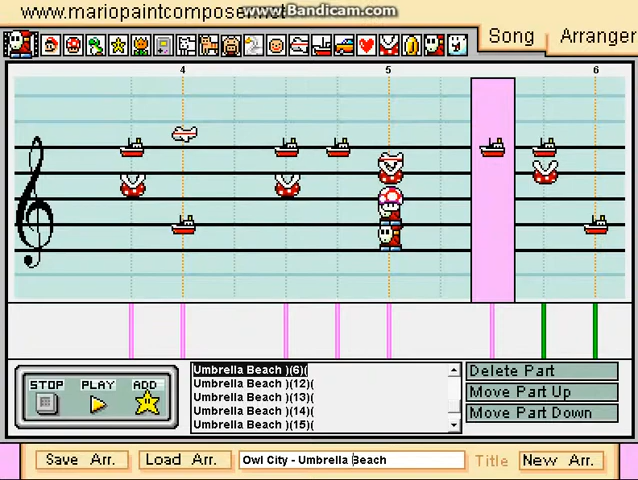 www.mariopaintcomposer.net
www.Bandicam.com
Song
Arranger
4
5
6
STOP
PLAY
ADD
Umbrella Beach )(6)(
Umbrella Beach )(12)(
Umbrella Beach )(13)(
Umbrella Beach )(14)(
Umbrella Beach )(15)(
Delete Part
Move Part Up
Move Part Down
Save Arr.
Load Arr.
Owl City - Umbrella Beach
Title
New Arr.